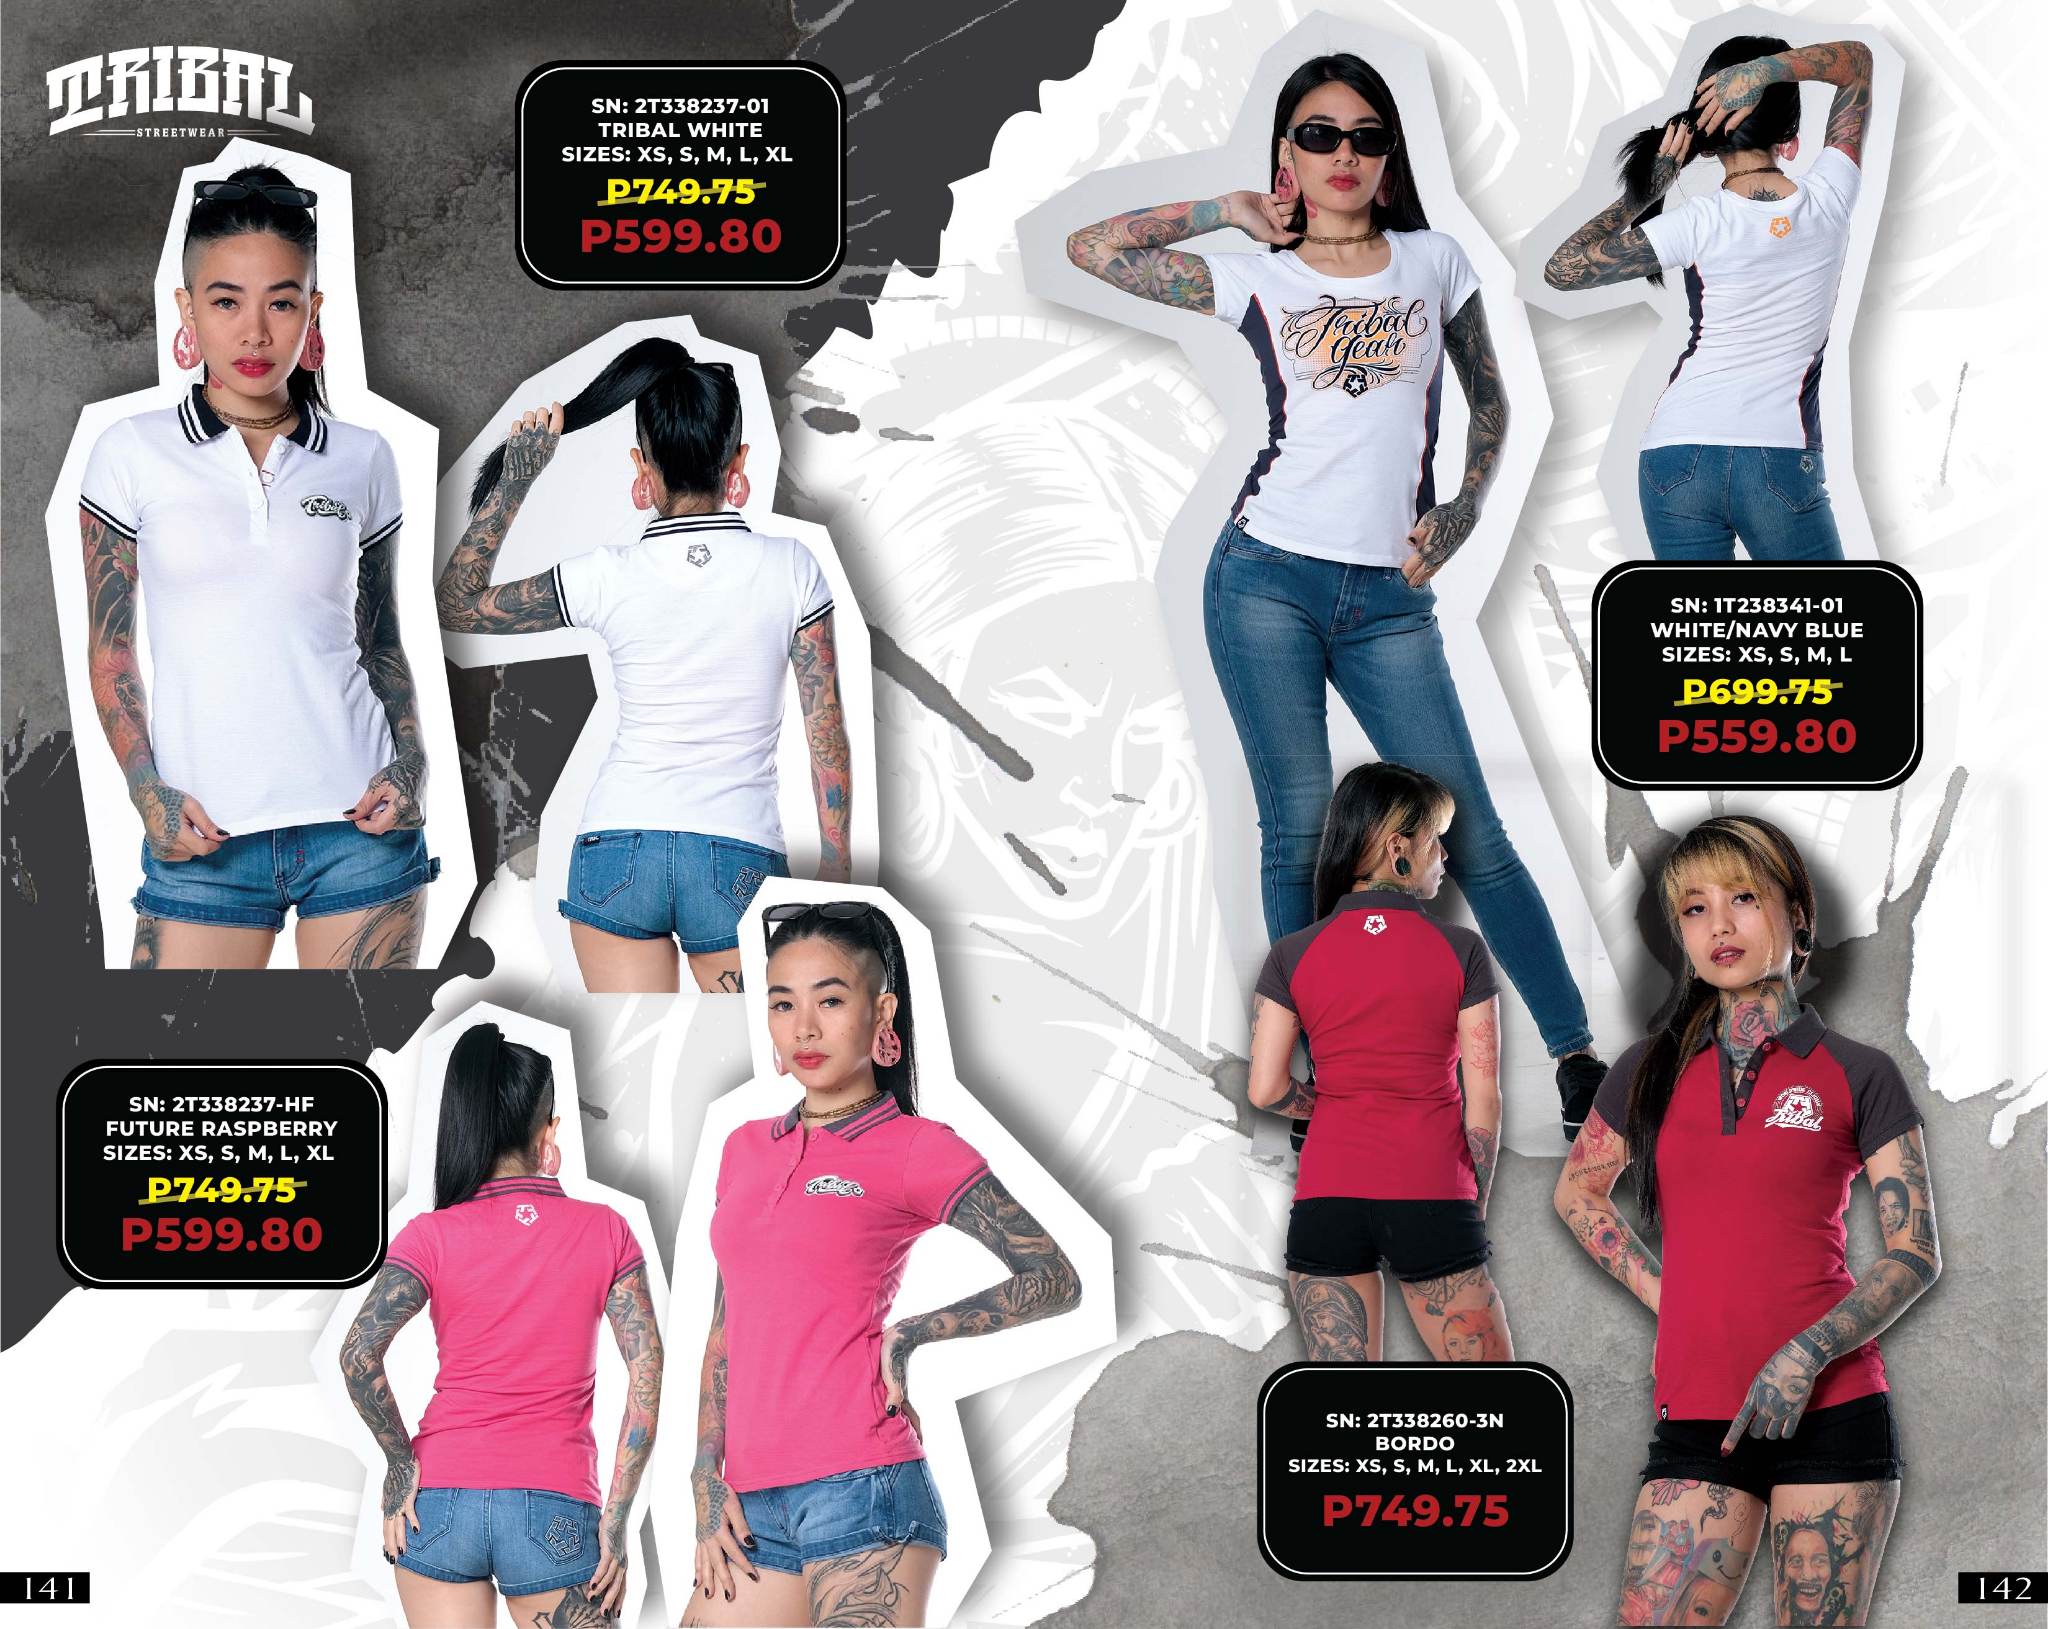 TRIBAL
STREETWEAR
SN: 2T338237-01
TRIBAL WHITE
SIZES: XS, S, M, L, XL
P749.75
P599.80
Tribal
Gear
SN: 1T238341-01
WHITE/NAVY BLUE
SIZES: XS, S, M, L
P699.75
P559.80
SN: 2T338237-HF
FUTURE RASPBERRY
SIZES: XS, S, M, L, XL
P749.75
P599.80
Tribal
SN: 2T338260-3N
BORDO
SIZES: XS, S, M, L, XL, 2XL
P749.75
141
142